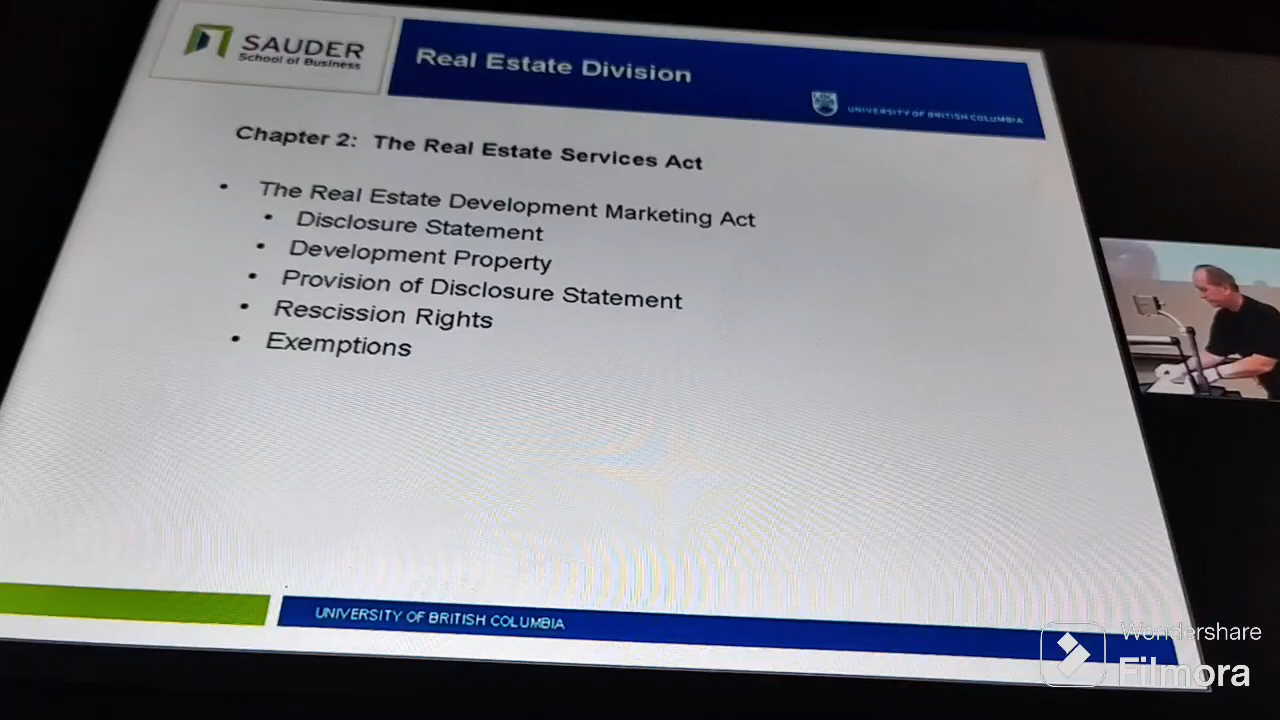 SAUDER
School of Business
Real Estate Division
UNIVERSITY OF BRITISH COLUMBIA
Chapter 2: The Real Estate Services Act
• The Real Estate Development Marketing Act
• Disclosure Statement
• Development Property
• Provision of Disclosure Statement
• Rescission Rights
• Exemptions
UNIVERSITY OF BRITISH COLUMBIA
Wondershare
Filmora